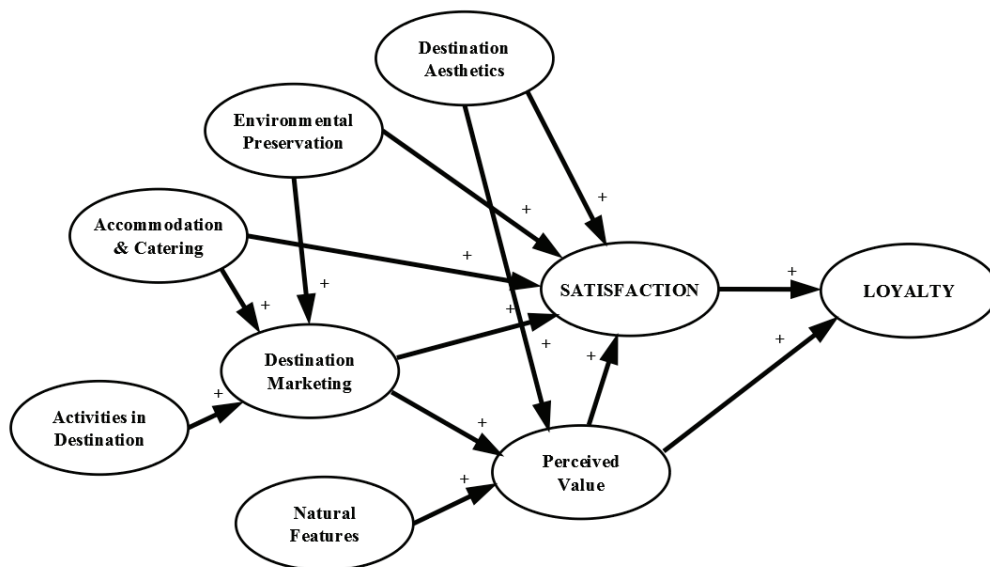 Destination
Aesthetics
Environmental
Preservation
+
+
Accommodation
& Catering
+
+
SATISFACTION
+
LOYALTY
+
+
+
+
+
Destination
Marketing
+
Activities in
Destination
+
+
Perceived
Value
Natural
Features